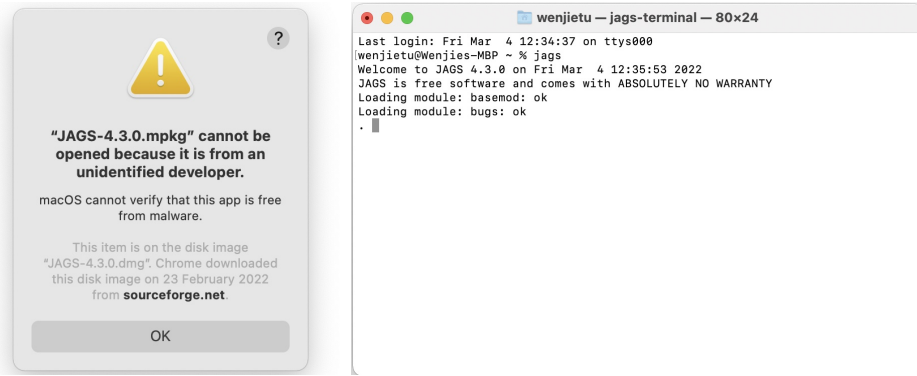 ?
“JAGS-4.3.0.mpkg” cannot be
opened because it is from an
unidentified developer.
macOS cannot verify that this app is free
from malware.
This item is on the disk image
“JAGS-4.3.0.dmg”. Chrome downloaded
this disk image on 23 February 2022
from sourceforge.net.
OK
wenjietu — jags-terminal — 80×24
Last login: Fri Mar  4 12:34:37 on ttys000
[wenjietu@Wenjies-MBP ~ % jags
Welcome to JAGS 4.3.0 on Fri Mar  4 12:35:53 2022
JAGS is free software and comes with ABSOLUTELY NO WARRANTY
Loading module: basemod: ok
Loading module: bugs: ok
.